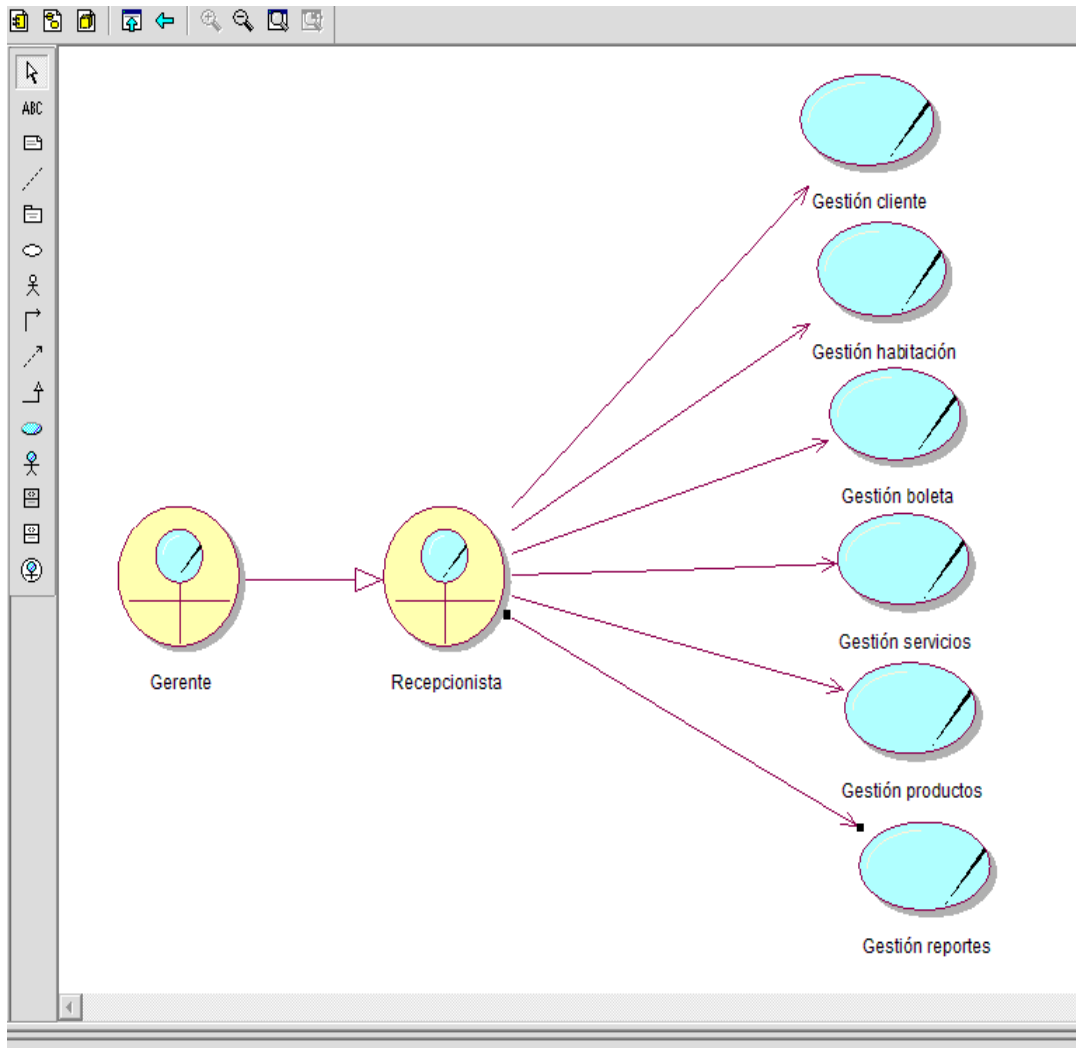 ABC
Gestión cliente
Gestión habitación
Gestión boleta
Gestión servicios
Gerente
Recepcionista
Gestión productos
Gestión reportes